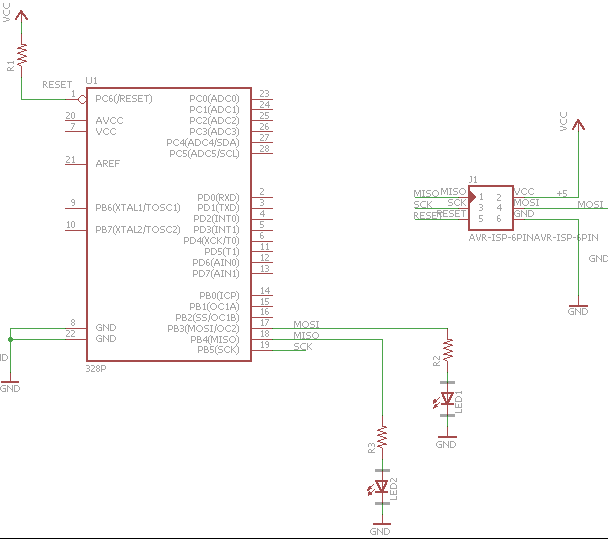 VCC
R1
RESET
U1
1
PC6(/RESET)
20
AVCC
7
VCC
21
AREF
9
PB6(XTAL1/TOSC1)
10
PB7(XTAL2/TOSC2)
8
GND
22
GND
328P
PC0(ADC0)
23
PC1(ADC1)
24
PC2(ADC2)
25
PC3(ADC3)
26
PC4(ADC4/SDA)
27
PC5(ADC5/SCL)
28
PD0(RXD)
2
PD1(TXD)
3
PD2(INT0)
4
PD3(INT1)
5
PD4(XCK/T0)
6
PD5(T1)
11
PD6(AIN0)
12
PD7(AIN1)
13
PB0(ICP)
14
PB1(OC1A)
15
PB2(SS/OC1B)
16
PB3(MOSI/OC2)
17
MOSI
PB4(MISO)
18
MISO
PB5(SCK)
19
SCK
GND
R2
LED1
GND
R3
LED2
GND
VCC
J1
MISO
MISO
1
2
VCC
+5
SCK
SCK
3
4
MOSI
MOSI
RESET
RESET
5
6
GND
AVR-ISP-6PINAVR-ISP-6PIN
GND
GND